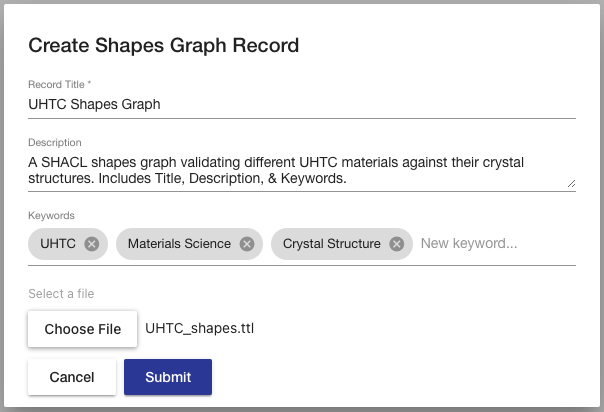 Create Shapes Graph Record
Record Title *
UHTC Shapes Graph
Description
A SHACL shapes graph validating different UHTC materials against their crystal
structures. Includes Title, Description, & Keywords.
Keywords
UHTC Materials Science Crystal Structure New keyword...
Select a file
Choose File UHTC_shapes.ttl
Cancel Submit